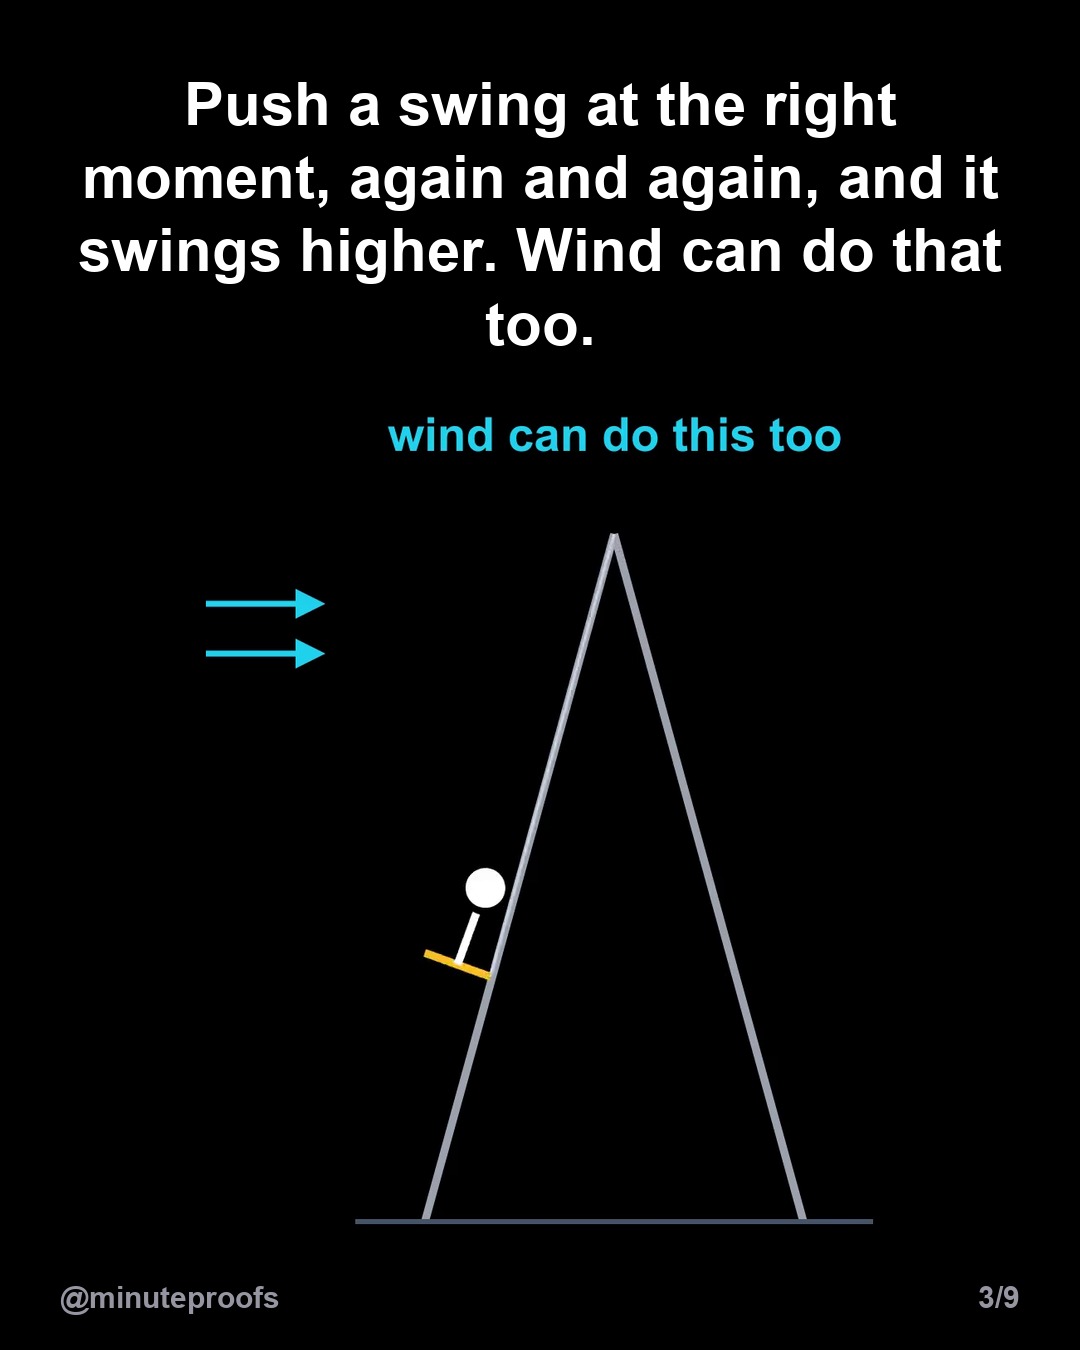 Push a swing at the right
moment, again and again, and it
swings higher. Wind can do that
too.
wind can do this too
@minuteproofs
3/9